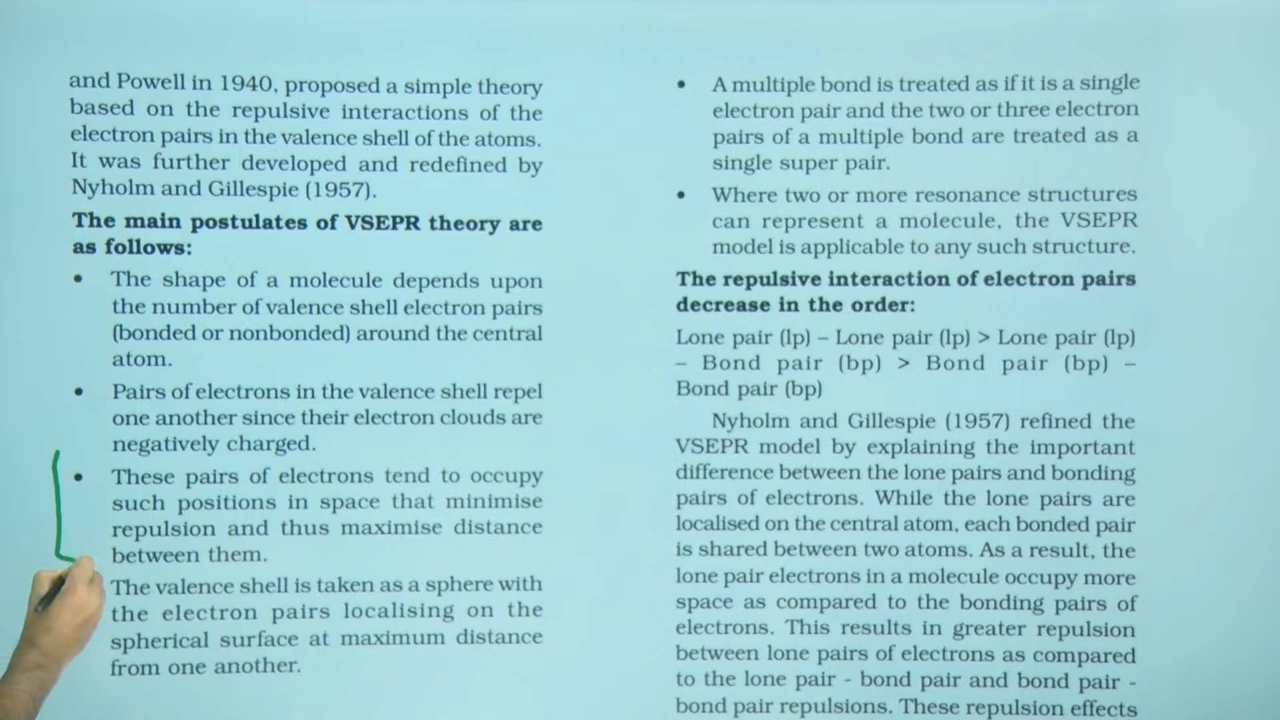 and Powell in 1940, proposed a simple theory
based on the repulsive interactions of the
electron pairs in the valence shell of the atoms.
It was further developed and redefined by
Nyholm and Gillespie (1957).
The main postulates of VSEPR theory are
as follows:
• The shape of a molecule depends upon
the number of valence shell electron pairs
(bonded or nonbonded) around the central
atom.
• Pairs of electrons in the valence shell repel
one another since their electron clouds are
negatively charged.
• These pairs of electrons tend to occupy
such positions in space that minimise
repulsion and thus maximise distance
between them.
The valence shell is taken as a sphere with
the electron pairs localising on the
spherical surface at maximum distance
from one another.
• A multiple bond is treated as if it is a single
electron pair and the two or three electron
pairs of a multiple bond are treated as a
single super pair.
• Where two or more resonance structures
can represent a molecule, the VSEPR
model is applicable to any such structure.
The repulsive interaction of electron pairs
decrease in the order:
Lone pair (lp) – Lone pair (lp) > Lone pair (lp)
– Bond pair (bp) > Bond pair (bp) –
Bond pair (bp)
Nyholm and Gillespie (1957) refined the
VSEPR model by explaining the important
difference between the lone pairs and bonding
pairs of electrons. While the lone pairs are
localised on the central atom, each bonded pair
is shared between two atoms. As a result, the
lone pair electrons in a molecule occupy more
space as compared to the bonding pairs of
electrons. This results in greater repulsion
between lone pairs of electrons as compared
to the lone pair - bond pair and bond pair -
bond pair repulsions. These repulsion effects